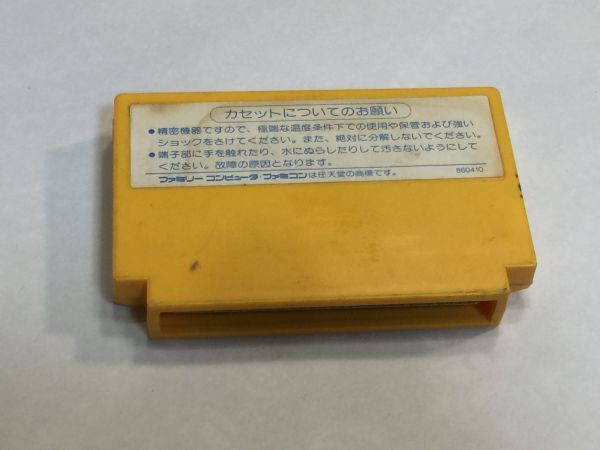 カセットについてのお願い
●精密機器ですので、極端な温度条件下での使用や保管および強い
ショックをさけてください。また、絶対に分解しないでください。
●端子部に手を触れたり、水にぬらしたりして汚さないようにして
ください。故障の原因となります。
ファミリーコンピュータ・ファミコンは任天堂の商標です。 860410